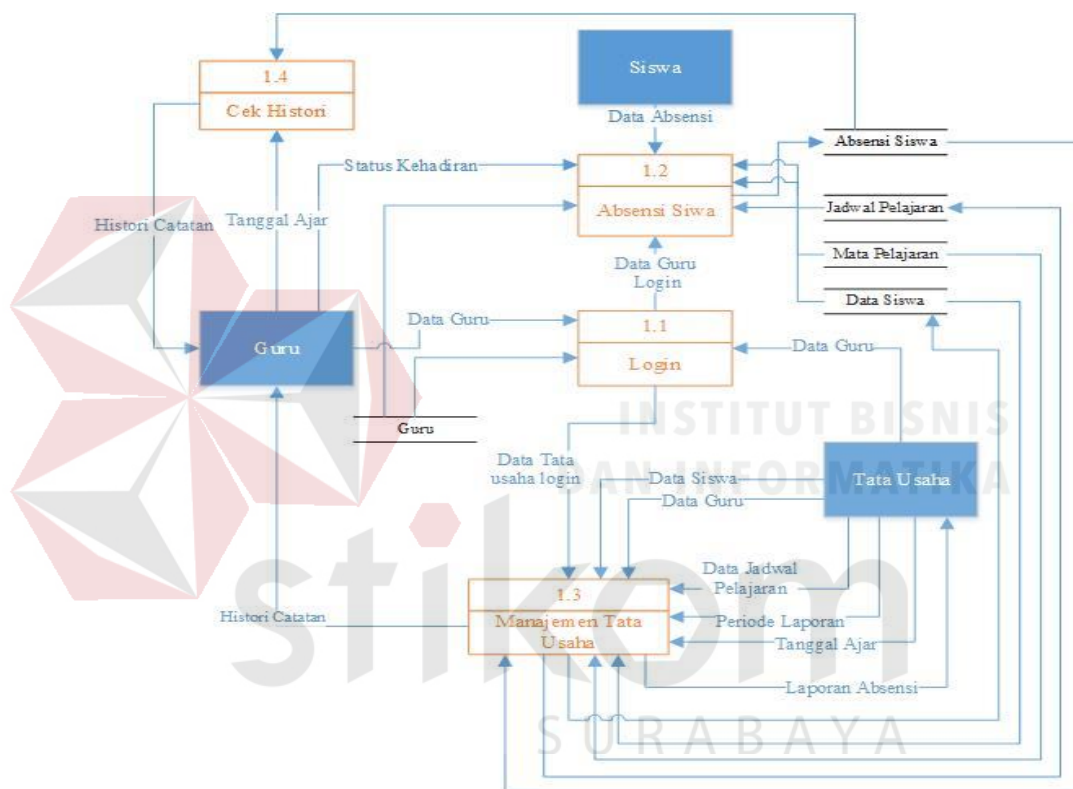 Siswa
1.4
Cek Histori
Data Absensi
Absensi Siswa
Status Kehadiran
1.2
Absensi Siwa
Jadwal Pelajaran
Tanggal Ajar
Histori Catatan
Mata Pelajaran
Data Guru
Login
Data Siswa
Data Guru
1.1
Guru
Data Guru
Login
Guru
INSTITUT BISNIS
DAN INFORMATIKA
Data Tata
usaha login
Data Siswa
Data Guru
Tata Usaha
stikom
Data Jadwal
Pelajaran
1.3
Manajemen Tata
Usaha
Histori Catatan
Periode Laporan
Tanggal Ajar
Laporan Absensi
SURABAYA